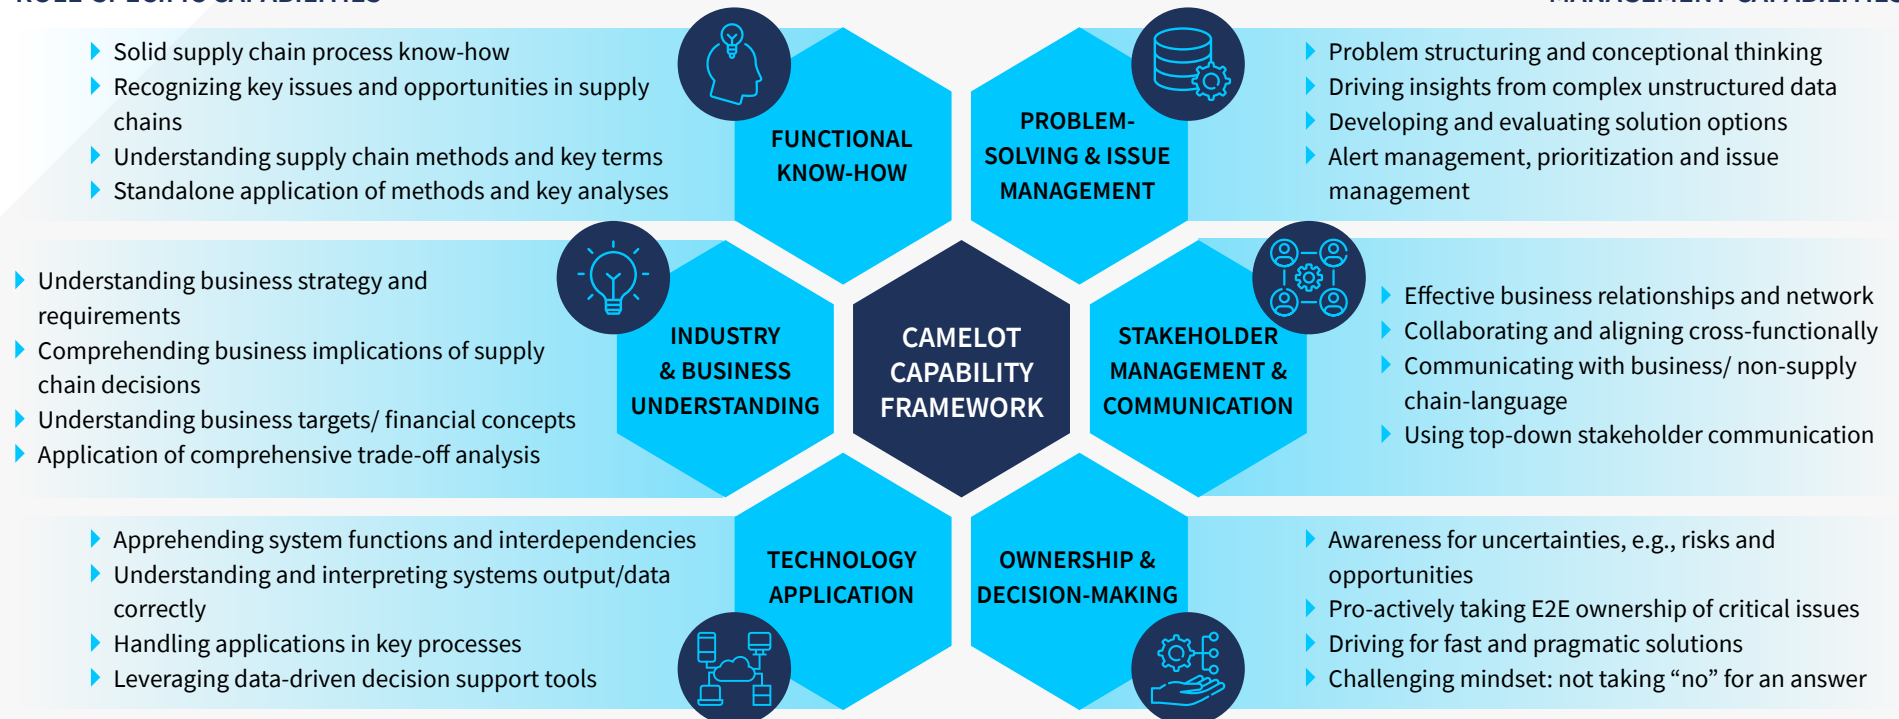 ROLE-SPECIFIC CAPABILITIES
MANAGEMENT CAPABILITIES
Solid supply chain process know-how
Recognizing key issues and opportunities in supply
chains
Understanding supply chain methods and key terms
Standalone application of methods and key analyses
FUNCTIONAL
KNOW-HOW
PROBLEM-
SOLVING & ISSUE
MANAGEMENT
Problem structuring and conceptional thinking
Driving insights from complex unstructured data
Developing and evaluating solution options
Alert management, prioritization and issue
management
Understanding business strategy and
requirements
Comprehending business implications of supply
chain decisions
Understanding business targets/ financial concepts
Application of comprehensive trade-off analysis
INDUSTRY
& BUSINESS
UNDERSTANDING
CAMELOT
CAPABILITY
FRAMEWORK
STAKEHOLDER
MANAGEMENT &
COMMUNICATION
Effective business relationships and network
Collaborating and aligning cross-functionally
Communicating with business/ non-supply
chain-language
Using top-down stakeholder communication
Apprehending system functions and interdependencies
Understanding and interpreting systems output/data
correctly
Handling applications in key processes
Leveraging data-driven decision support tools
TECHNOLOGY
APPLICATION
OWNERSHIP &
DECISION-MAKING
Awareness for uncertainties, e.g., risks and
opportunities
Pro-actively taking E2E ownership of critical issues
Driving for fast and pragmatic solutions
Challenging mindset: not taking “no” for an answer